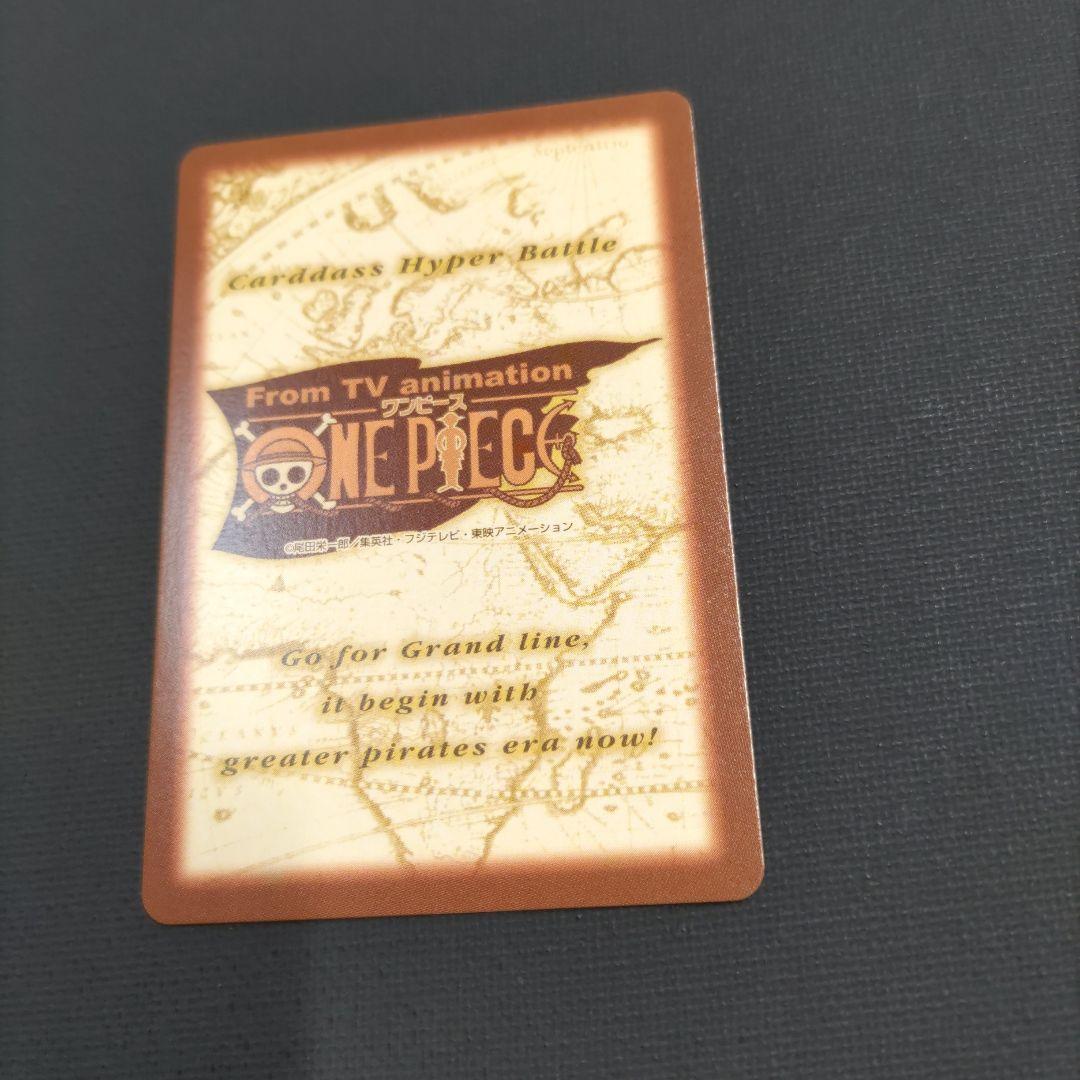 Septentrio
Carddass Hyper Battle
From TV animation
ワンピース
ONE PIECE
©尾田栄一郎／集英社・フジテレビ・東映アニメーション
Go for Grand line,
it begin with
greater pirates era now!